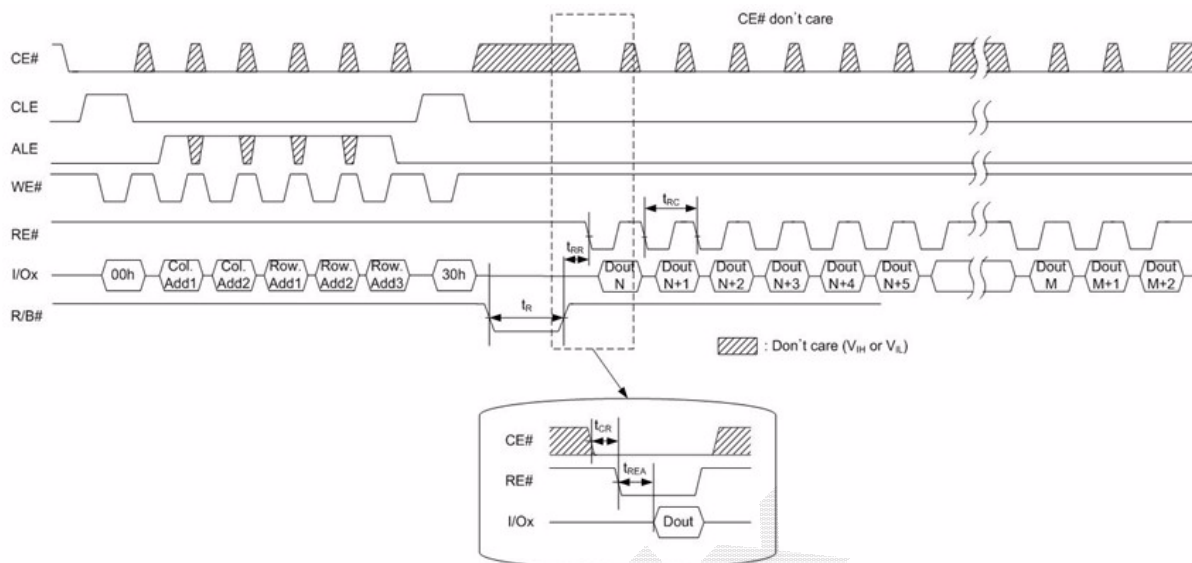 CE# don`t care
CE#
CLE
ALE
WE#
RE#
tRC
tRR
I/Ox
00h
Col. Add1
Col. Add2
Row. Add1
Row. Add2
Row. Add3
30h
Dout N
Dout N+1
Dout N+2
Dout N+3
Dout N+4
Dout N+5
Dout M
Dout M+1
Dout M+2
R/B#
tR
: Don`t care (VIH or VIL)
CE#
tCR
RE#
tREA
I/Ox
Dout